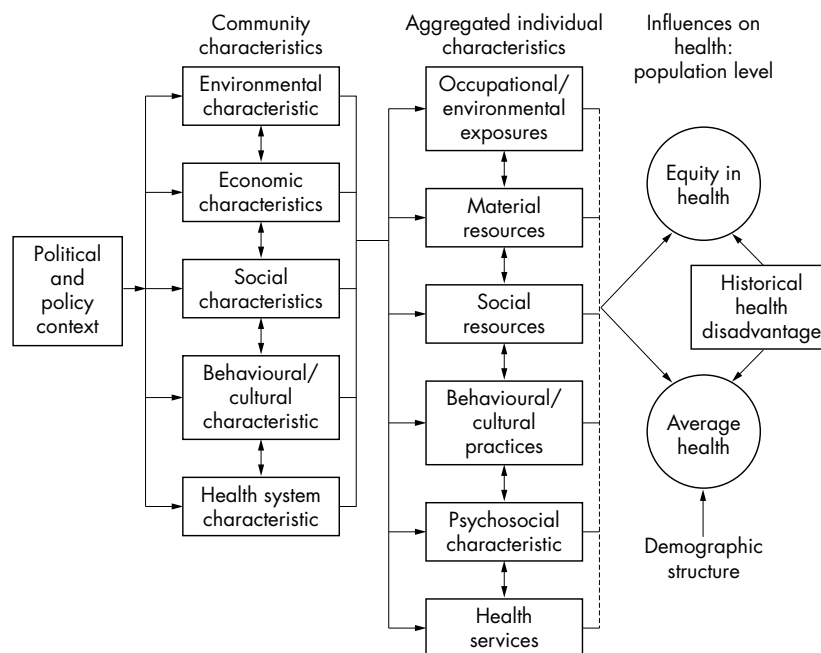 Community
characteristics
Aggregated individual
characteristics
Influences on
health:
population level
Political
and
policy
context
Environmental
characteristic
Economic
characteristics
Social
characteristics
Behavioural/
cultural
characteristic
Health system
characteristic
Occupational/
environmental
exposures
Material
resources
Social
resources
Behavioural/
cultural
practices
Psychosocial
characteristic
Health
services
Equity in
health
Historical
health
disadvantage
Average
health
Demographic
structure